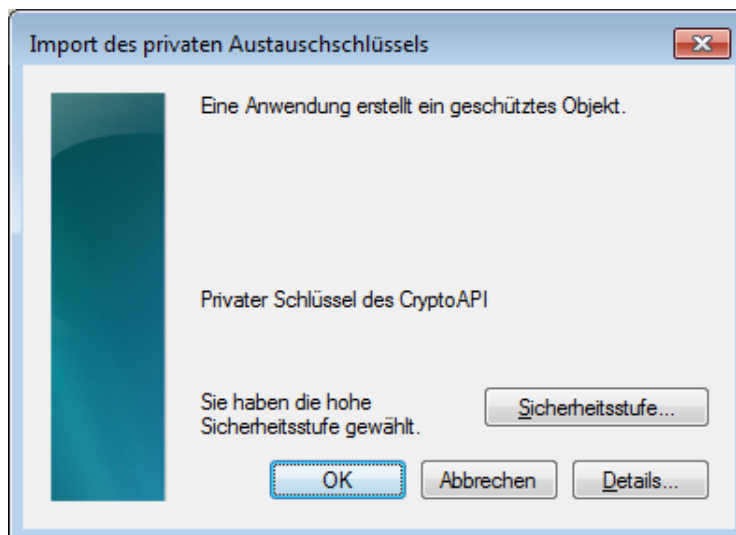 Import des privaten Austauschschlüssels
Eine Anwendung erstellt ein geschütztes Objekt.
Privater Schlüssel des CryptoAPI
Sie haben die hohe
Sicherheitsstufe gewählt.
Sicherheitsstufe...
OK
Abbrechen
Details...